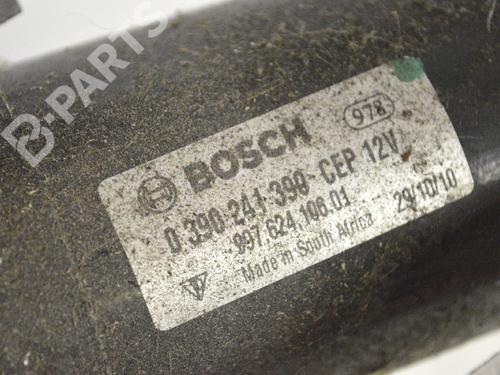 B-PARTS
BOSCH
978
0 390 241 390-CEP 12V
997.624.106.01
29/10/10
Made in South Africa